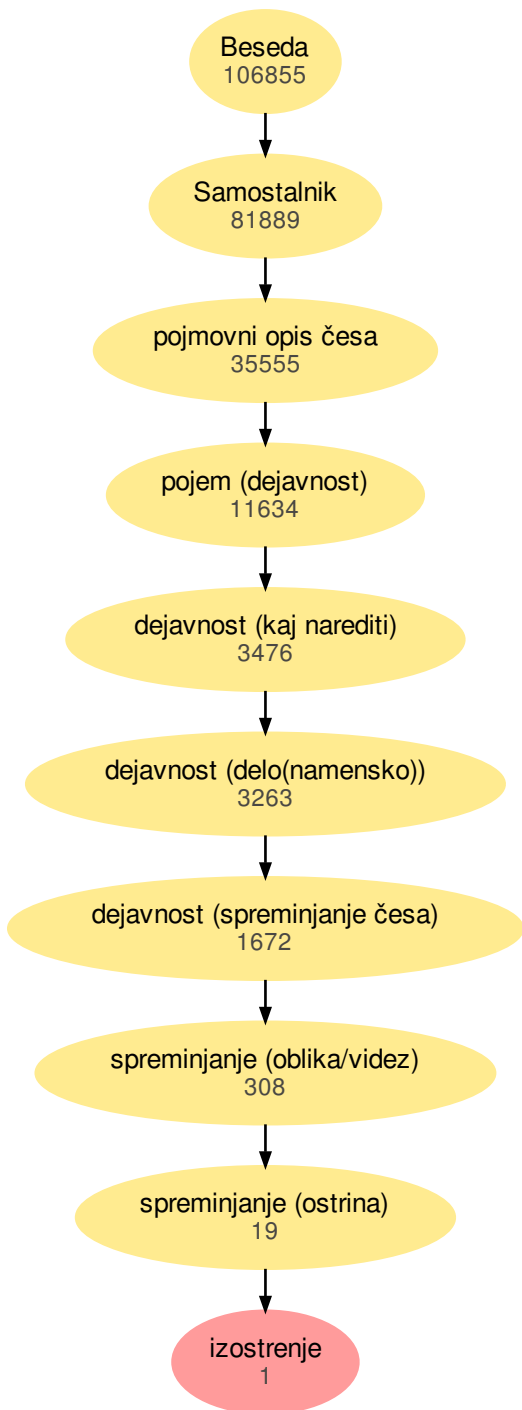 Beseda
106855
Samostalnik
81889
pojmovni opis česa
35555
pojem (dejavnost)
11634
dejavnost (kaj narediti)
3476
dejavnost (delo(namensko))
3263
dejavnost (spreminjanje česa)
1672
spreminjanje (oblika/videz)
308
spreminjanje (ostrina)
19
izostrenje
1